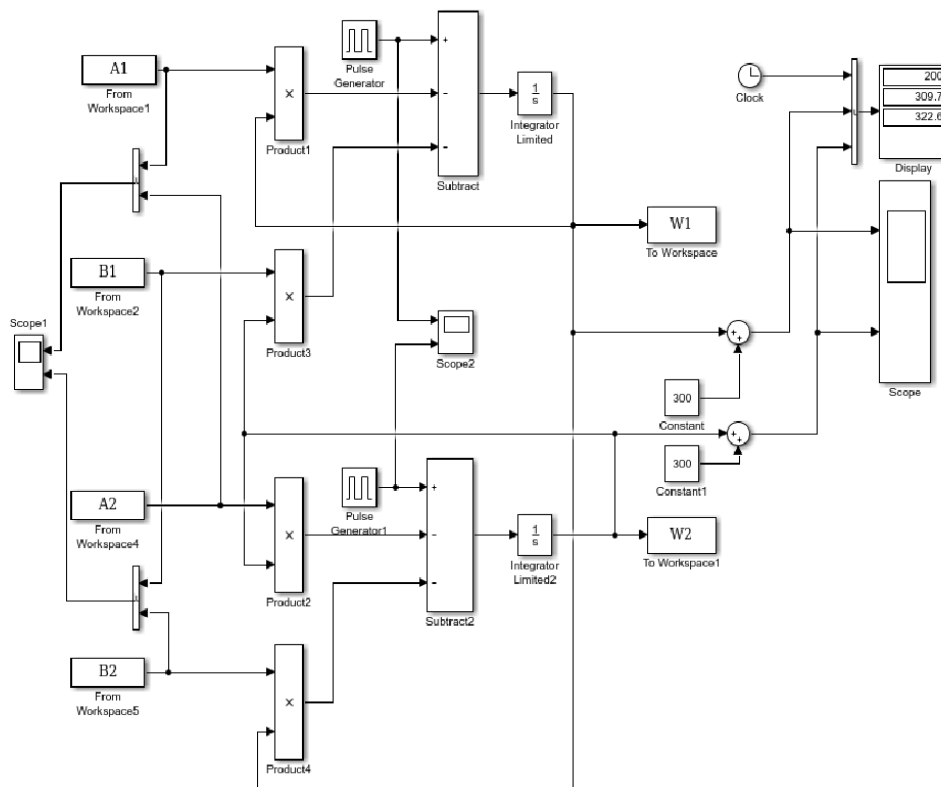 A1
From
Workspace1
×
Product1
Pulse
Generator
+
−
−
Subtract
1
s
Integrator
Limited
Clock
200
309.7
322.6
Display
W1
To Workspace
B1
From
Workspace2
×
Product3
Scope1
Scope2
+
+
300
Constant
Scope
+
+
300
Constant1
A2
From
Workspace4
×
Product2
Pulse
Generator1
+
−
−
Subtract2
1
s
Integrator
Limited2
W2
To Workspace1
B2
From
Workspace5
×
Product4